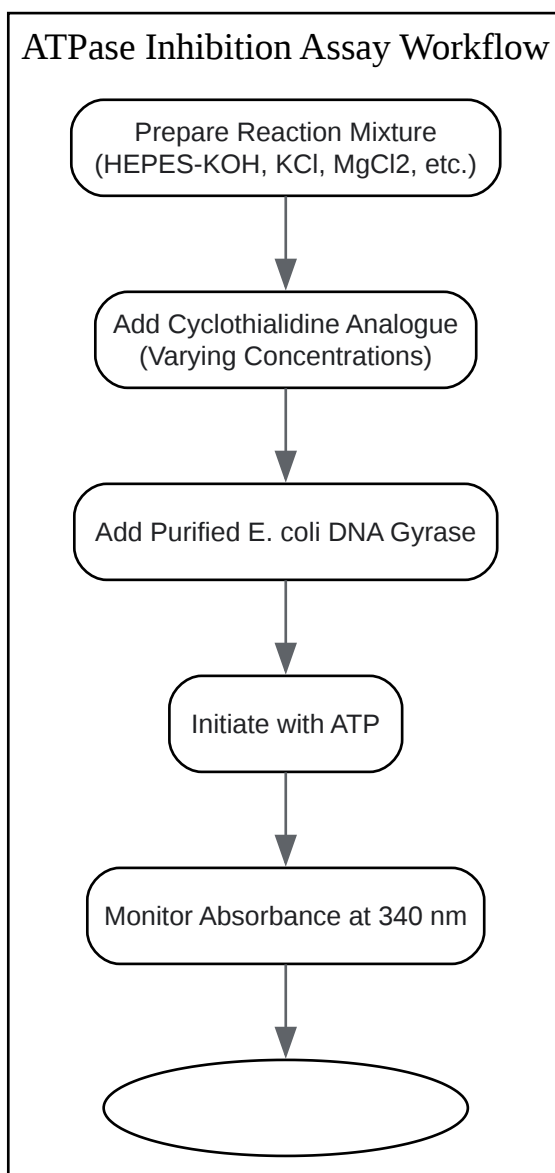 ATPase Inhibition Assay Workflow
Prepare Reaction Mixture
(HEPES-KOH, KCl, MgCl2, etc.)
Add Cyclothialidine Analogue
(Varying Concentrations)
Add Purified E. coli DNA Gyrase
Initiate with ATP
Monitor Absorbance at 340 nm